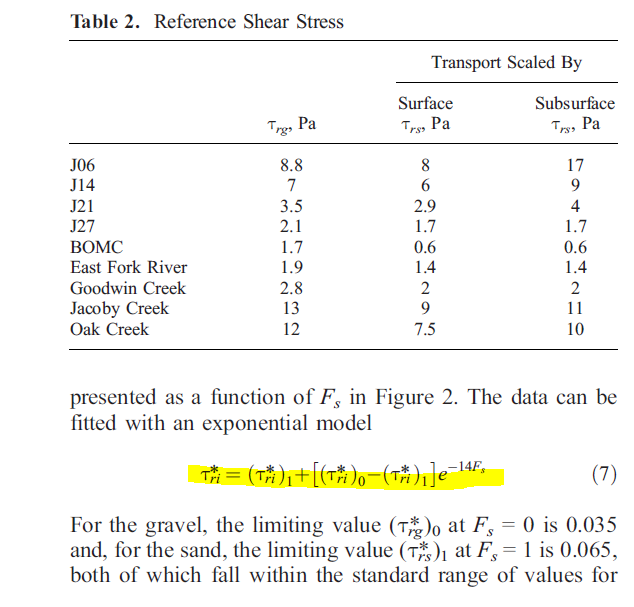 Table 2. Reference Shear Stress
Transport Scaled By
Surface Subsurface
τrg, Pa τrs, Pa τrs, Pa
J06 8.8 8 17
J14 7 6 9
J21 3.5 2.9 4
J27 2.1 1.7 1.7
BOMC 1.7 0.6 0.6
East Fork River 1.9 1.4 1.4
Goodwin Creek 2.8 2 2
Jacoby Creek 13 9 11
Oak Creek 12 7.5 10
presented as a function of Fs in Figure 2. The data can be
fitted with an exponential model
τ*ri = (τ*ri)1+[(τ*ri)0−(τ*ri)1]e−14Fs (7)
For the gravel, the limiting value (τ*rg)0 at Fs = 0 is 0.035
and, for the sand, the limiting value (τ*rs)1 at Fs = 1 is 0.065,
both of which fall within the standard range of values for